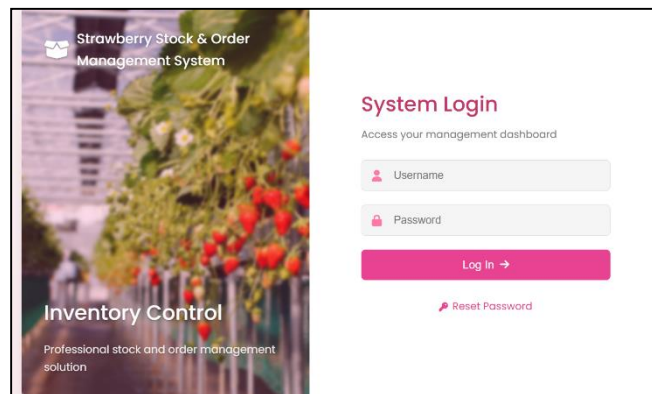 Strawberry Stock & Order
Management System
Inventory Control
Professional stock and order management
solution
System Login
Access your management dashboard
Username
Password
Log In →
Reset Password